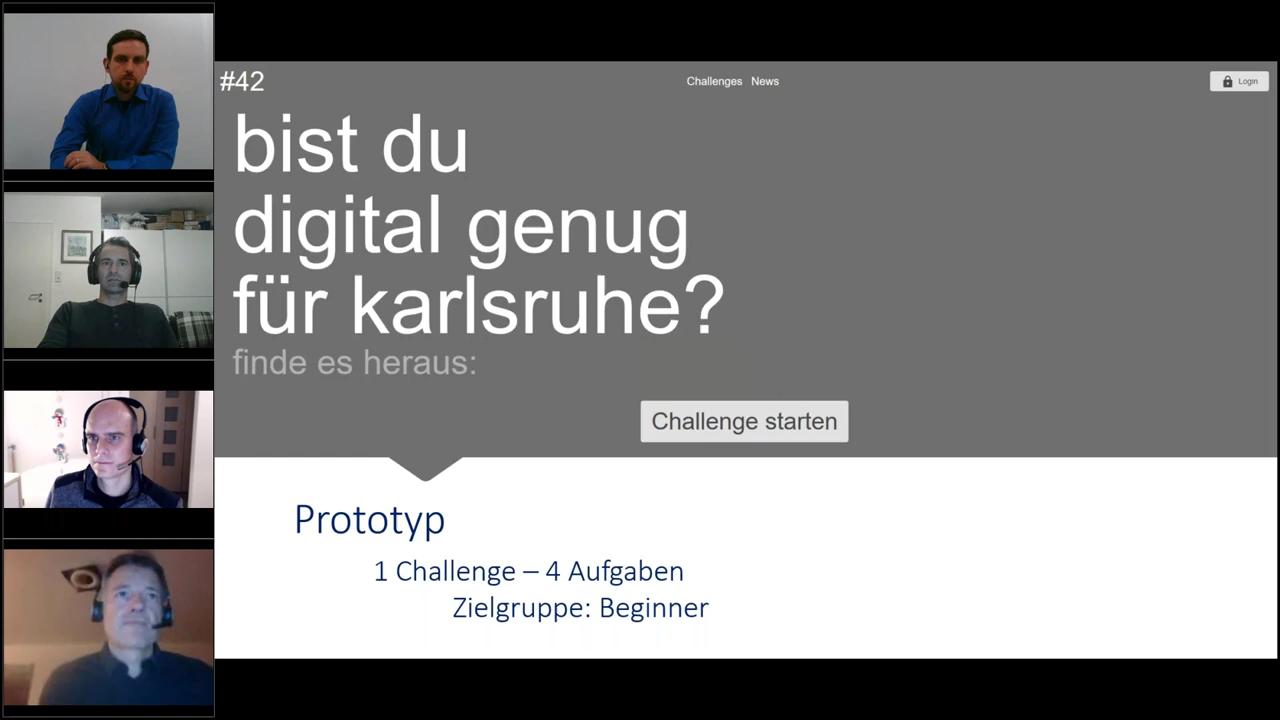 #42
Challenges News
Login
bist du
digital genug
für karlsruhe?
finde es heraus:
Challenge starten
Prototyp
1 Challenge – 4 Aufgaben
Zielgruppe: Beginner